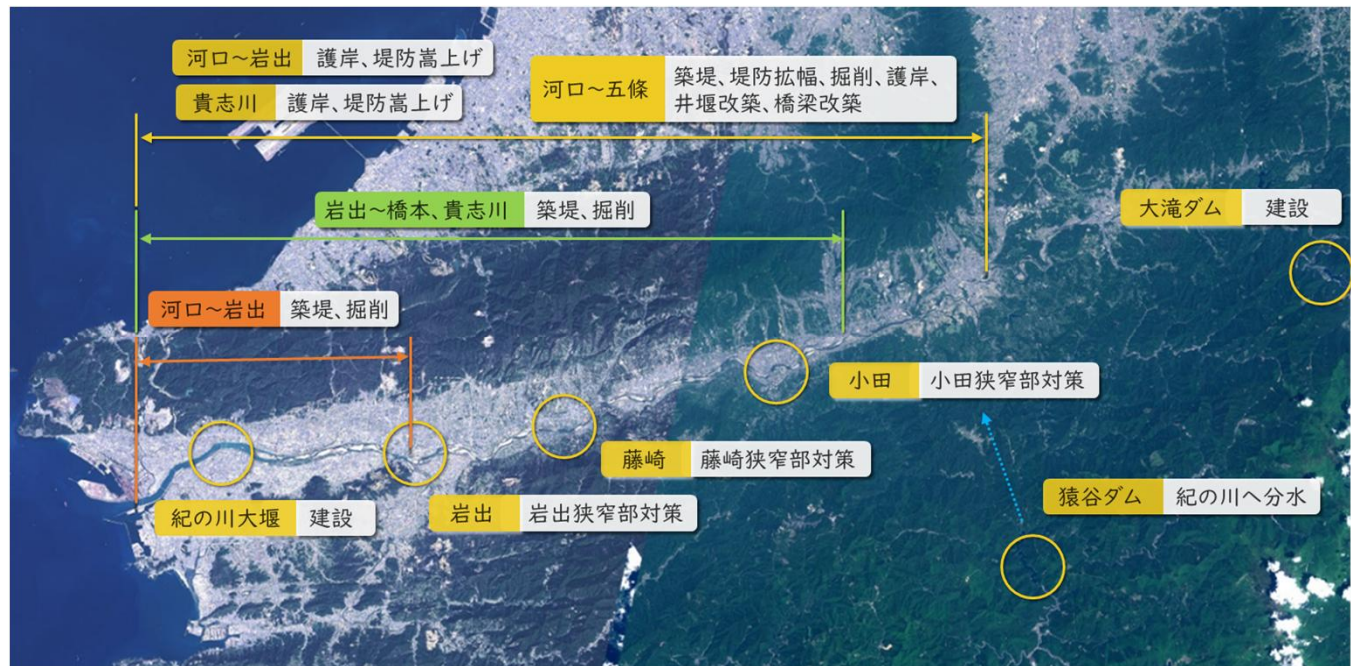 河口〜岩出 護岸、堤防嵩上げ
貴志川 護岸、堤防嵩上げ
河口〜五條 築堤、堤防拡幅、掘削、護岸、
井堰改築、橋梁改築
岩出〜橋本、貴志川 築堤、掘削
大滝ダム 建設
河口〜岩出 築堤、掘削
小田 小田狭窄部対策
藤崎 藤崎狭窄部対策
猿谷ダム 紀の川へ分水
紀の川大堰 建設
岩出 岩出狭窄部対策